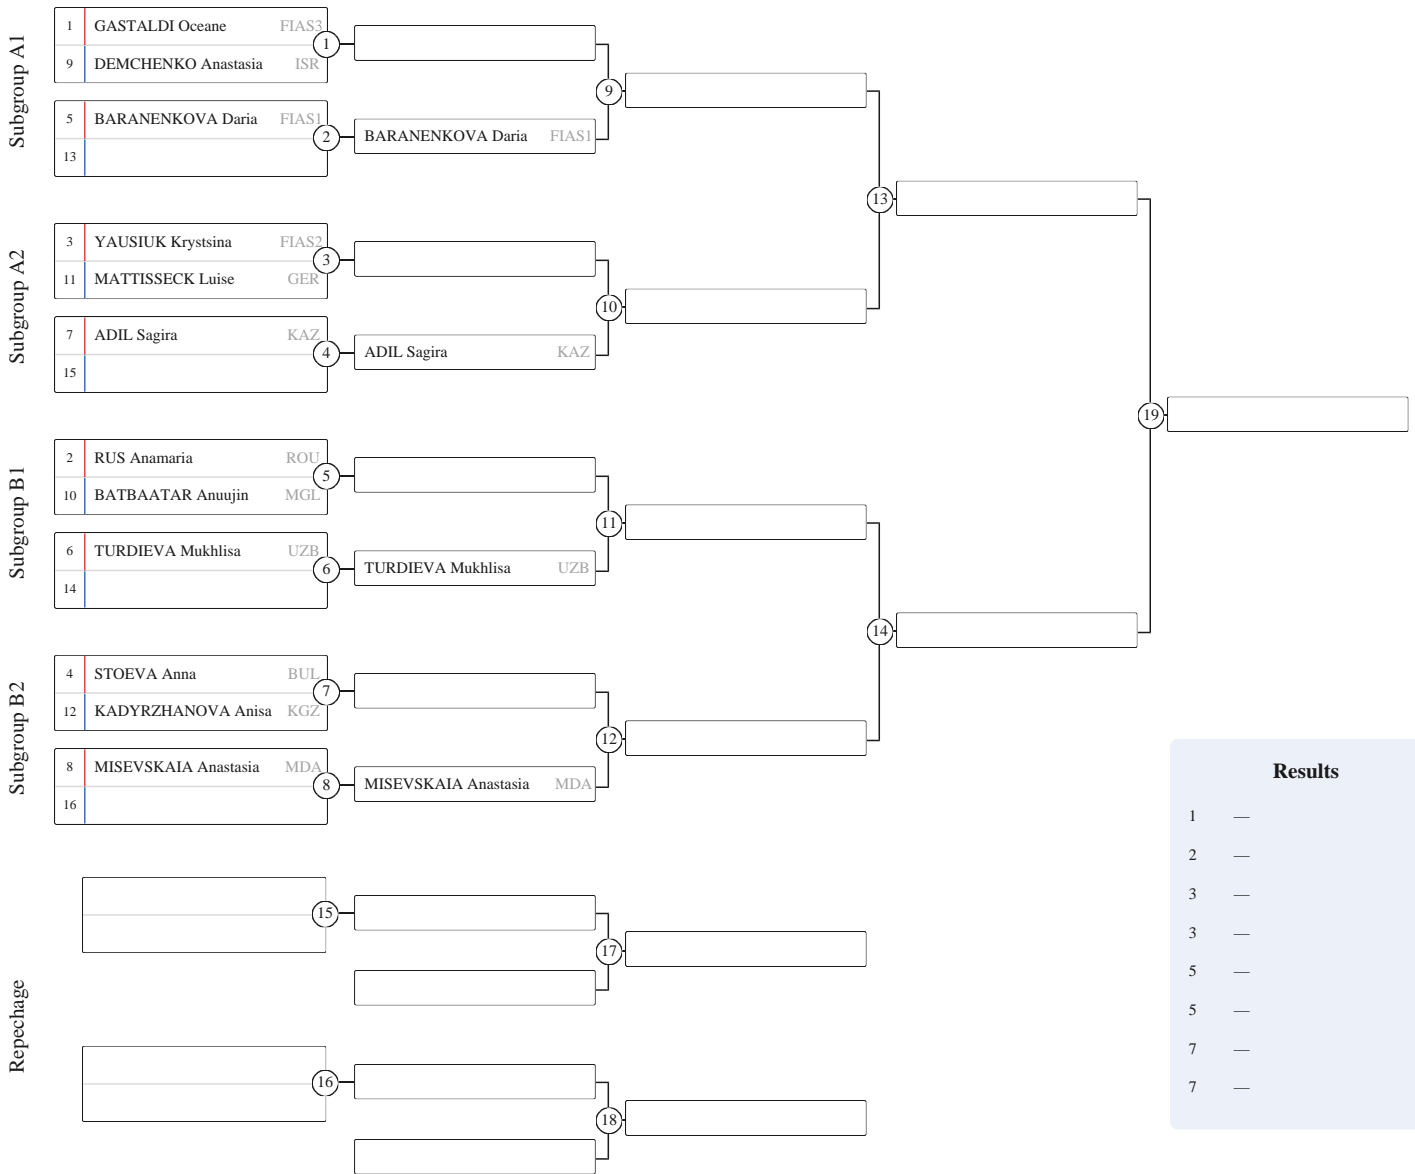 Subgroup A1
1 GASTALDI Oceane FIAS3
9 DEMCHENKO Anastasia ISR
1
5 BARANENKOVA Daria FIAS1
13
2
BARANENKOVA Daria FIAS1
9
Subgroup A2
3 YAUSIUK Krystsina FIAS2
11 MATTISSECK Luise GER
3
7 ADIL Sagira KAZ
15
4
ADIL Sagira KAZ
10
13
Subgroup B1
2 RUS Anamaria ROU
10 BATBAATAR Anuujin MGL
5
6 TURDIEVA Mukhlisa UZB
14
6
TURDIEVA Mukhlisa UZB
11
Subgroup B2
4 STOEVA Anna BUL
12 KADYRZHANOVA Anisa KGZ
7
8 MISEVSKAIA Anastasia MDA
16
8
MISEVSKAIA Anastasia MDA
12
14
19
Repechage
15
17
16
18
Results
1 —
2 —
3 —
3 —
5 —
5 —
7 —
7 —